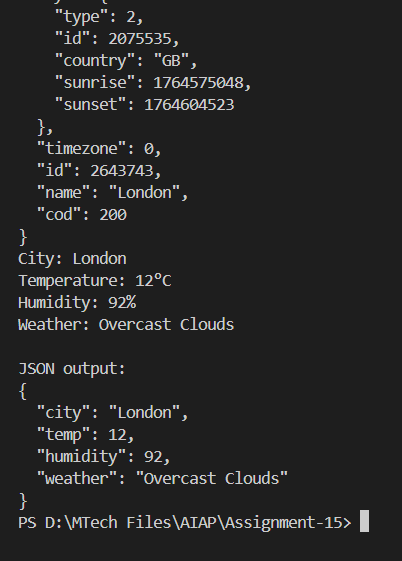 "type": 2,
"id": 2075535,
"country": "GB",
"sunrise": 1764575048,
"sunset": 1764604523
},
"timezone": 0,
"id": 2643743,
"name": "London",
"cod": 200
}
City: London
Temperature: 12°C
Humidity: 92%
Weather: Overcast Clouds

JSON output:
{
"city": "London",
"temp": 12,
"humidity": 92,
"weather": "Overcast Clouds"
}
PS D:\MTech Files\AIAP\Assignment-15>